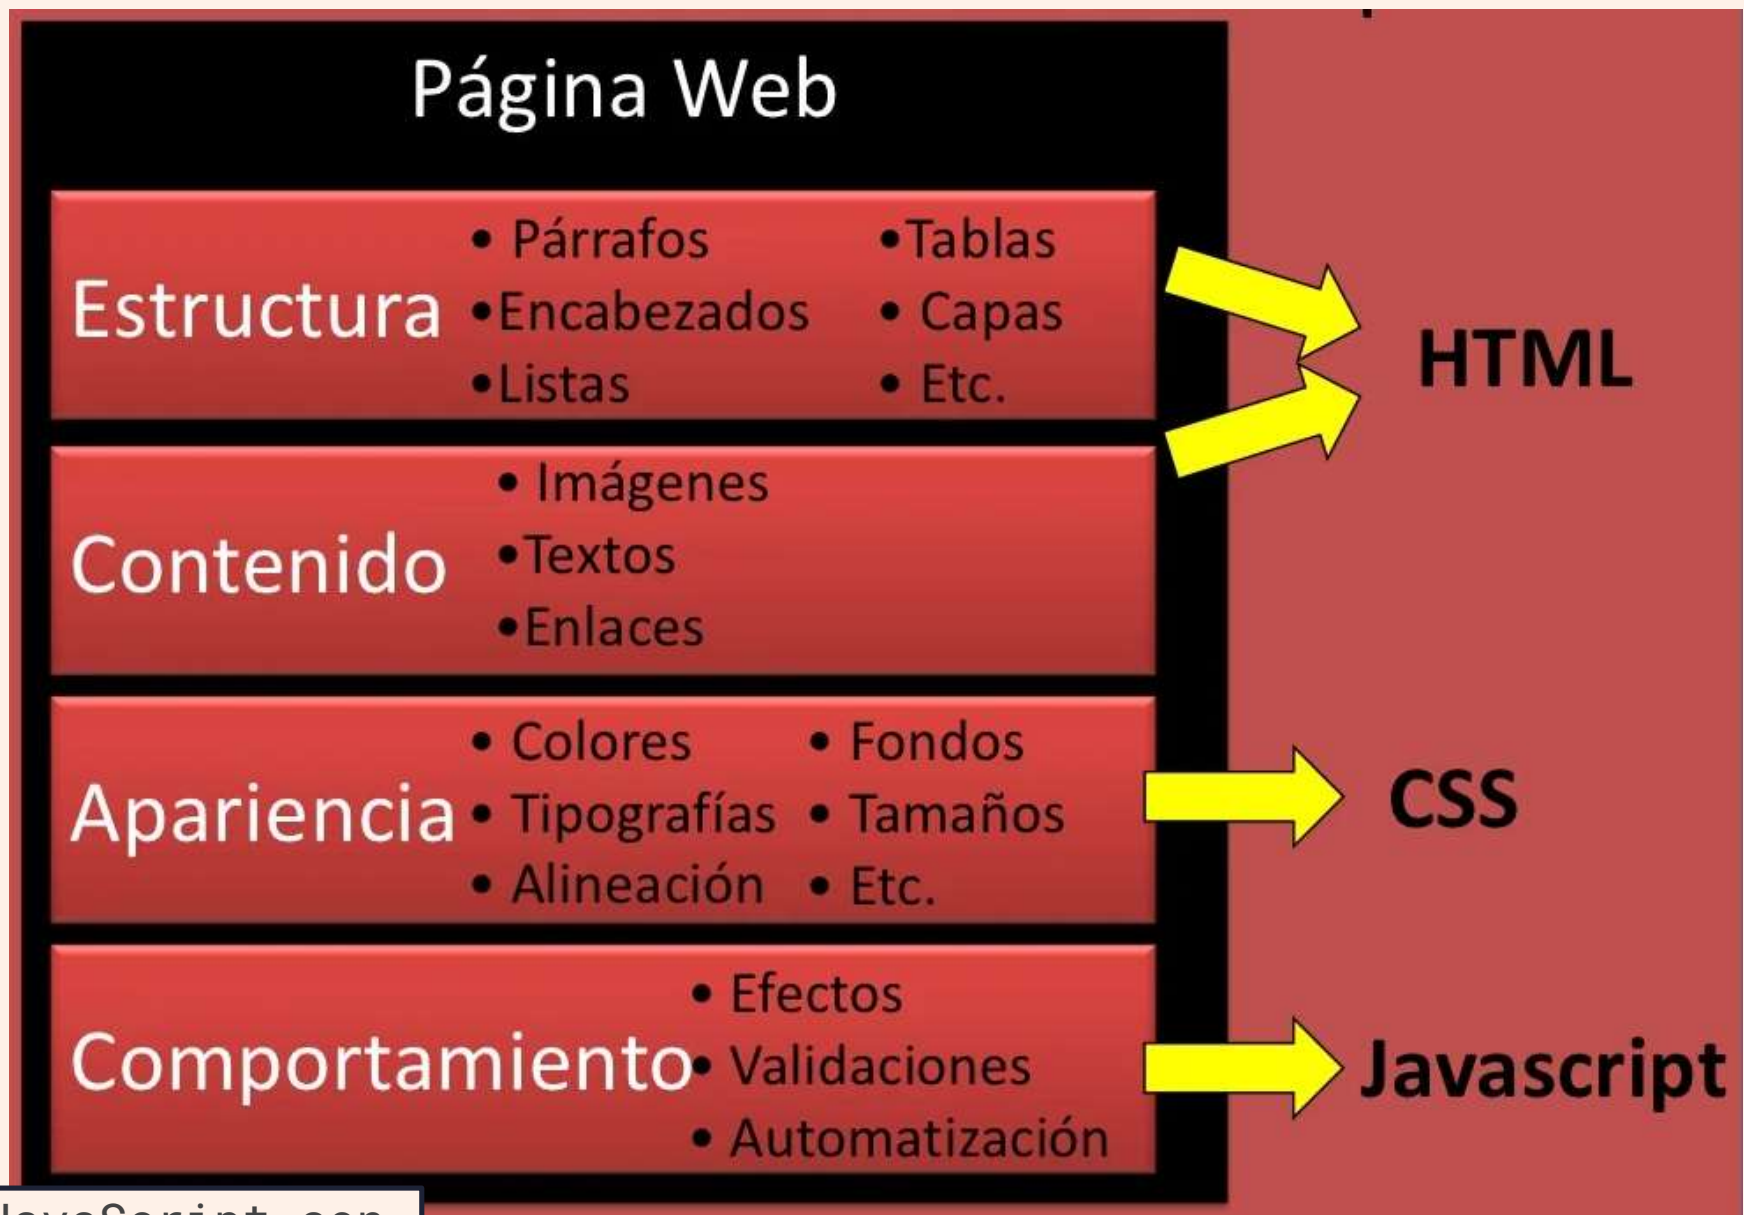 Página Web
Estructura
• Párrafos
•Encabezados
•Listas
•Tablas
• Capas
• Etc.
HTML
Contenido
• Imágenes
•Textos
•Enlaces
Apariencia
• Colores
• Tipografías
• Alineación
• Fondos
• Tamaños
• Etc.
CSS
Comportamiento
• Efectos
• Validaciones
• Automatización
Javascript